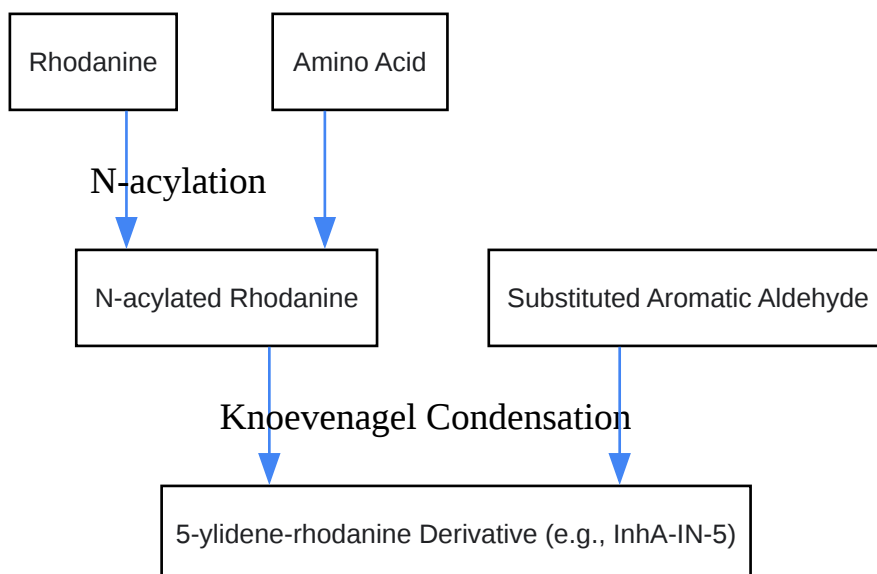 Rhodanine
Amino Acid
N-acylation
N-acylated Rhodanine
Substituted Aromatic Aldehyde
Knoevenagel Condensation
5-ylidene-rhodanine Derivative (e.g., InhA-IN-5)